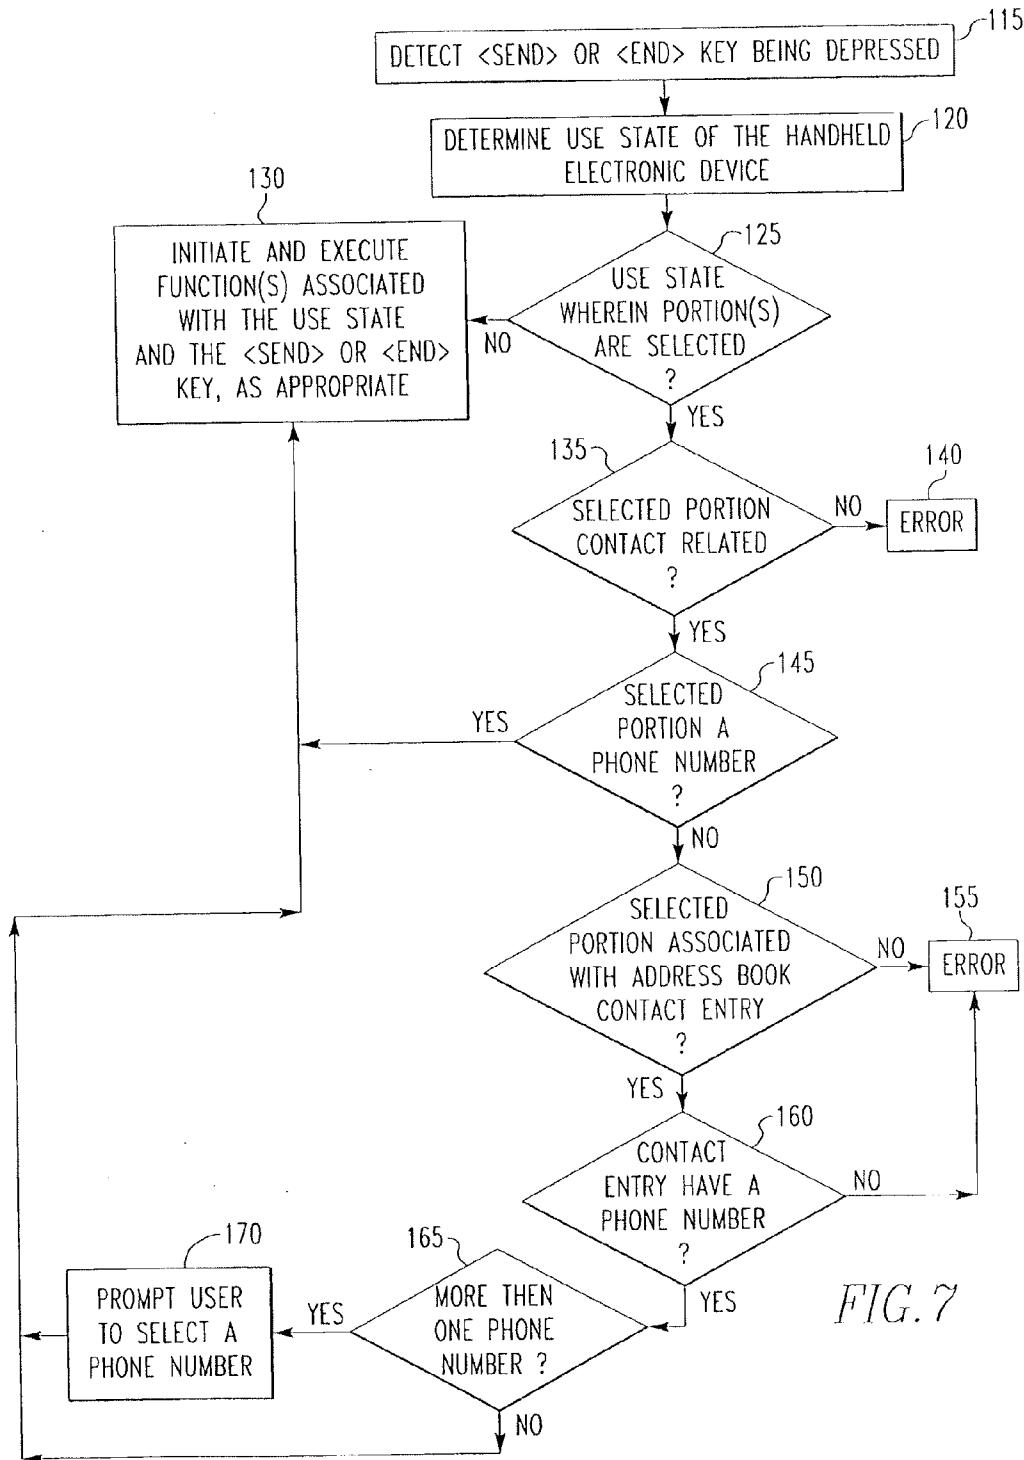 115
DETECT <SEND> OR <END> KEY BEING DEPRESSED
120
DETERMINE USE STATE OF THE HANDHELD
ELECTRONIC DEVICE
130
INITIATE AND EXECUTE
FUNCTION(S) ASSOCIATED
WITH THE USE STATE
AND THE <SEND> OR <END>
KEY, AS APPROPRIATE
125
USE STATE
WHEREIN PORTION(S)
ARE SELECTED
?
NO
YES
135
SELECTED PORTION
CONTACT RELATED
?
NO
140
ERROR
YES
145
SELECTED
PORTION A
PHONE NUMBER
?
YES
NO
150
SELECTED
PORTION ASSOCIATED
WITH ADDRESS BOOK
CONTACT ENTRY
?
NO
155
ERROR
YES
160
CONTACT
ENTRY HAVE A
PHONE NUMBER
?
NO
YES
165
MORE THEN
ONE PHONE
NUMBER ?
YES
170
PROMPT USER
TO SELECT A
PHONE NUMBER
NO
FIG. 7